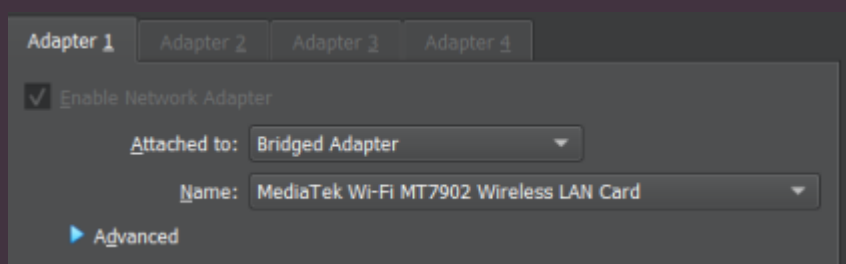 Adapter 1 Adapter 2 Adapter 3 Adapter 4
Enable Network Adapter
Attached to: Bridged Adapter
Name: MediaTek Wi-Fi MT7902 Wireless LAN Card
Advanced